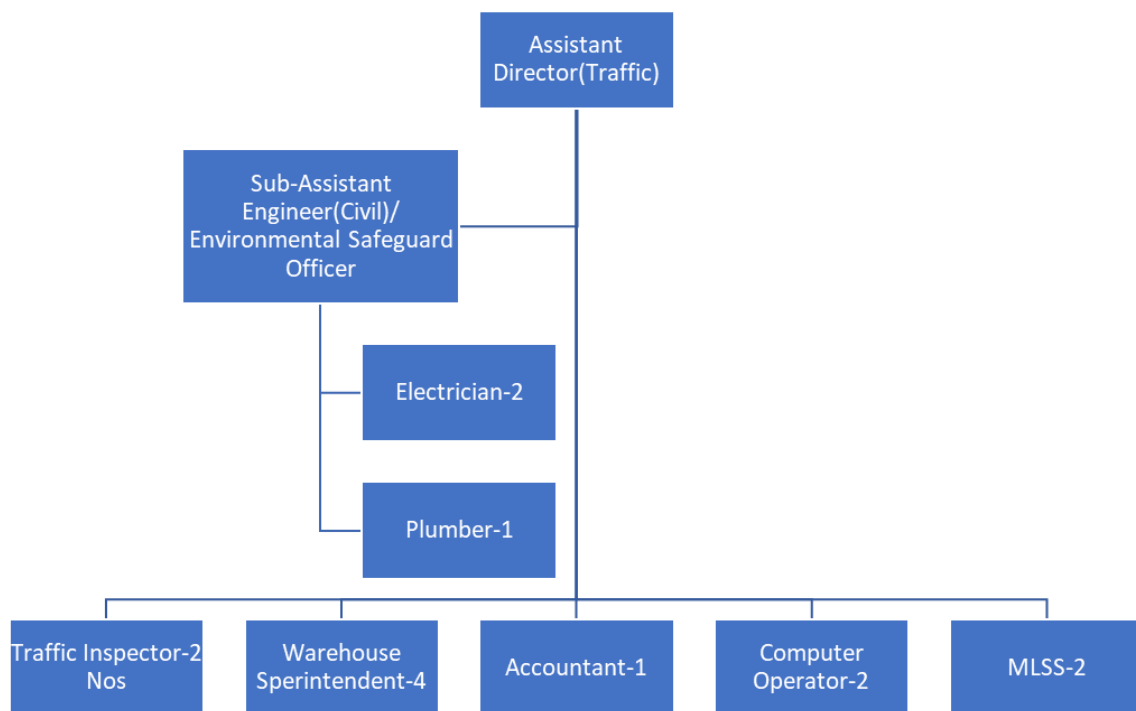 Assistant
Director(Traffic)
Sub-Assistant
Engineer(Civil)/
Environmental Safeguard
Officer
Electrician-2
Plumber-1
Traffic Inspector-2
Nos
Warehouse
Sperintendent-4
Accountant-1
Computer
Operator-2
MLSS-2